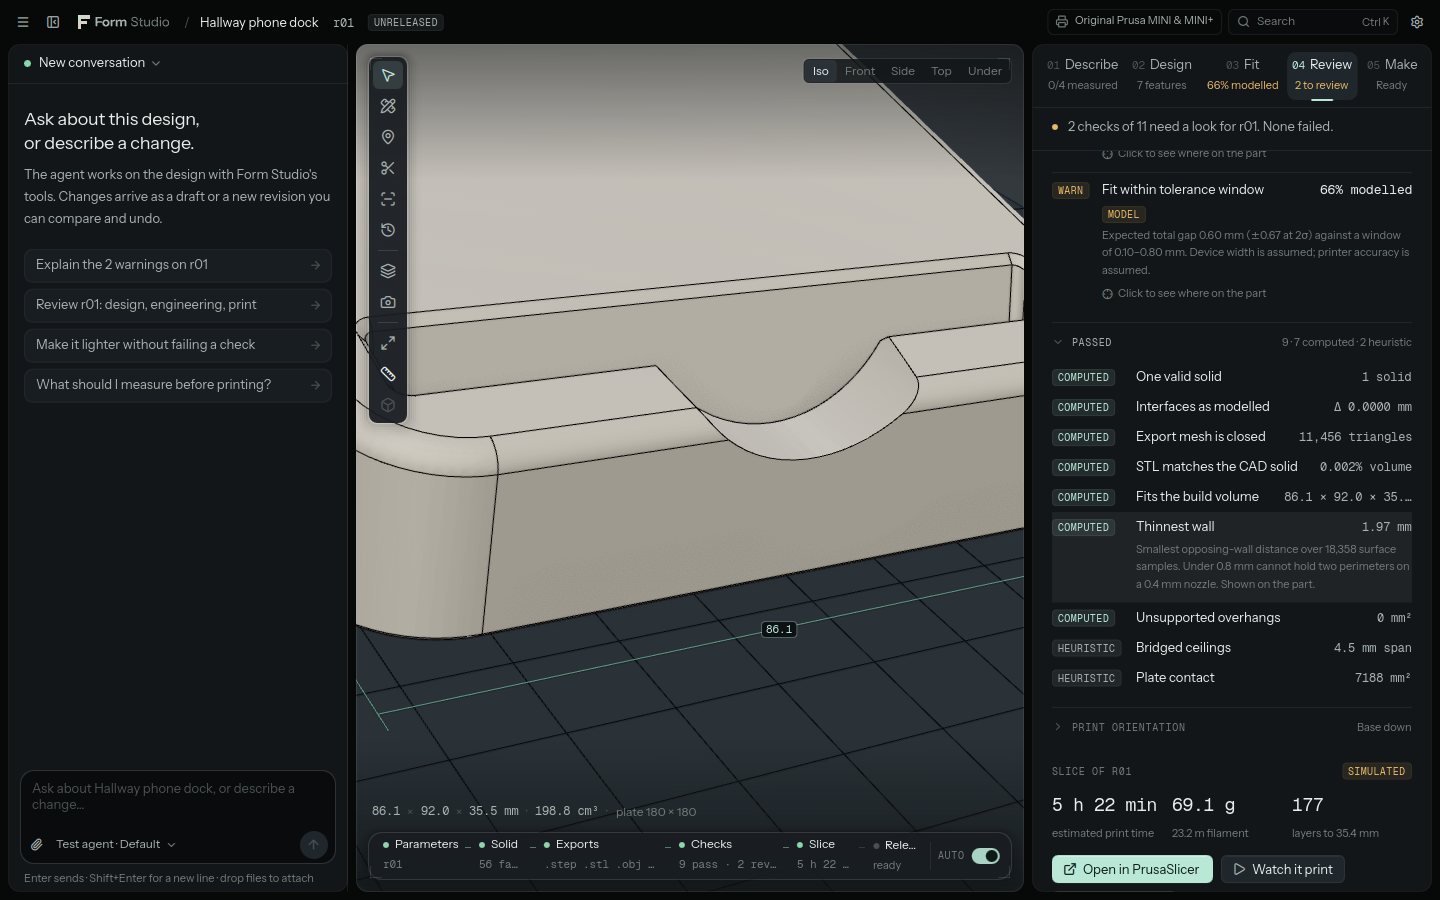 Form Studio / Hallway phone dock r01 UNRELEASED
Original Prusa MINI & MINI+
Search Ctrl K
New conversation
Ask about this design,
or describe a change.
The agent works on the design with Form Studio's
tools. Changes arrive as a draft or a new revision you
can compare and undo.
Explain the 2 warnings on r01
Review r01: design, engineering, print
Make it lighter without failing a check
What should I measure before printing?
Ask about Hallway phone dock, or describe a
change...
Test agent · Default
Enter sends · Shift+Enter for a new line · drop files to attach
Iso Front Side Top Under
86.1
86.1 × 92.0 × 35.5 mm · 198.8 cm³ · plate 180 × 180
Parameters
r01
Solid
56 fa...
Exports
.step .stl .obj ...
Checks
9 pass · 2 rev...
Slice
5 h 22 ...
Rele...
ready
AUTO
01 Describe
0/4 measured
02 Design
7 features
03 Fit
66% modelled
04 Review
2 to review
05 Make
Ready
2 checks of 11 need a look for r01. None failed.
Click to see where on the part
WARN Fit within tolerance window 66% modelled
MODEL
Expected total gap 0.60 mm (±0.67 at 2σ) against a window
of 0.10–0.80 mm. Device width is assumed; printer accuracy is
assumed.
Click to see where on the part
PASSED 9 · 7 computed · 2 heuristic
COMPUTED One valid solid 1 solid
COMPUTED Interfaces as modelled Δ 0.0000 mm
COMPUTED Export mesh is closed 11,456 triangles
COMPUTED STL matches the CAD solid 0.002% volume
COMPUTED Fits the build volume 86.1 × 92.0 × 35.…
COMPUTED Thinnest wall 1.97 mm
Smallest opposing-wall distance over 18,358 surface
samples. Under 0.8 mm cannot hold two perimeters on
a 0.4 mm nozzle. Shown on the part.
COMPUTED Unsupported overhangs 0 mm²
HEURISTIC Bridged ceilings 4.5 mm span
HEURISTIC Plate contact 7188 mm²
PRINT ORIENTATION Base down
SLICE OF R01 SIMULATED
5 h 22 min 69.1 g 177
estimated print time 23.2 m filament layers to 35.4 mm
Open in PrusaSlicer
Watch it print